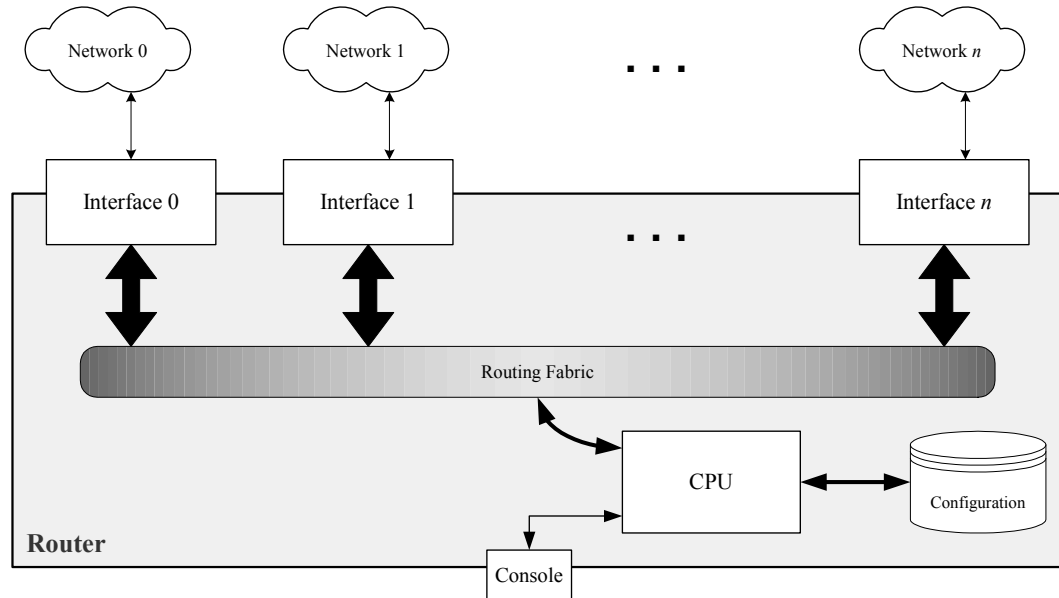 Network 0
Network 1
. . .
Network n
Interface 0
Interface 1
. . .
Interface n
Routing Fabric
CPU
Configuration
Router
Console